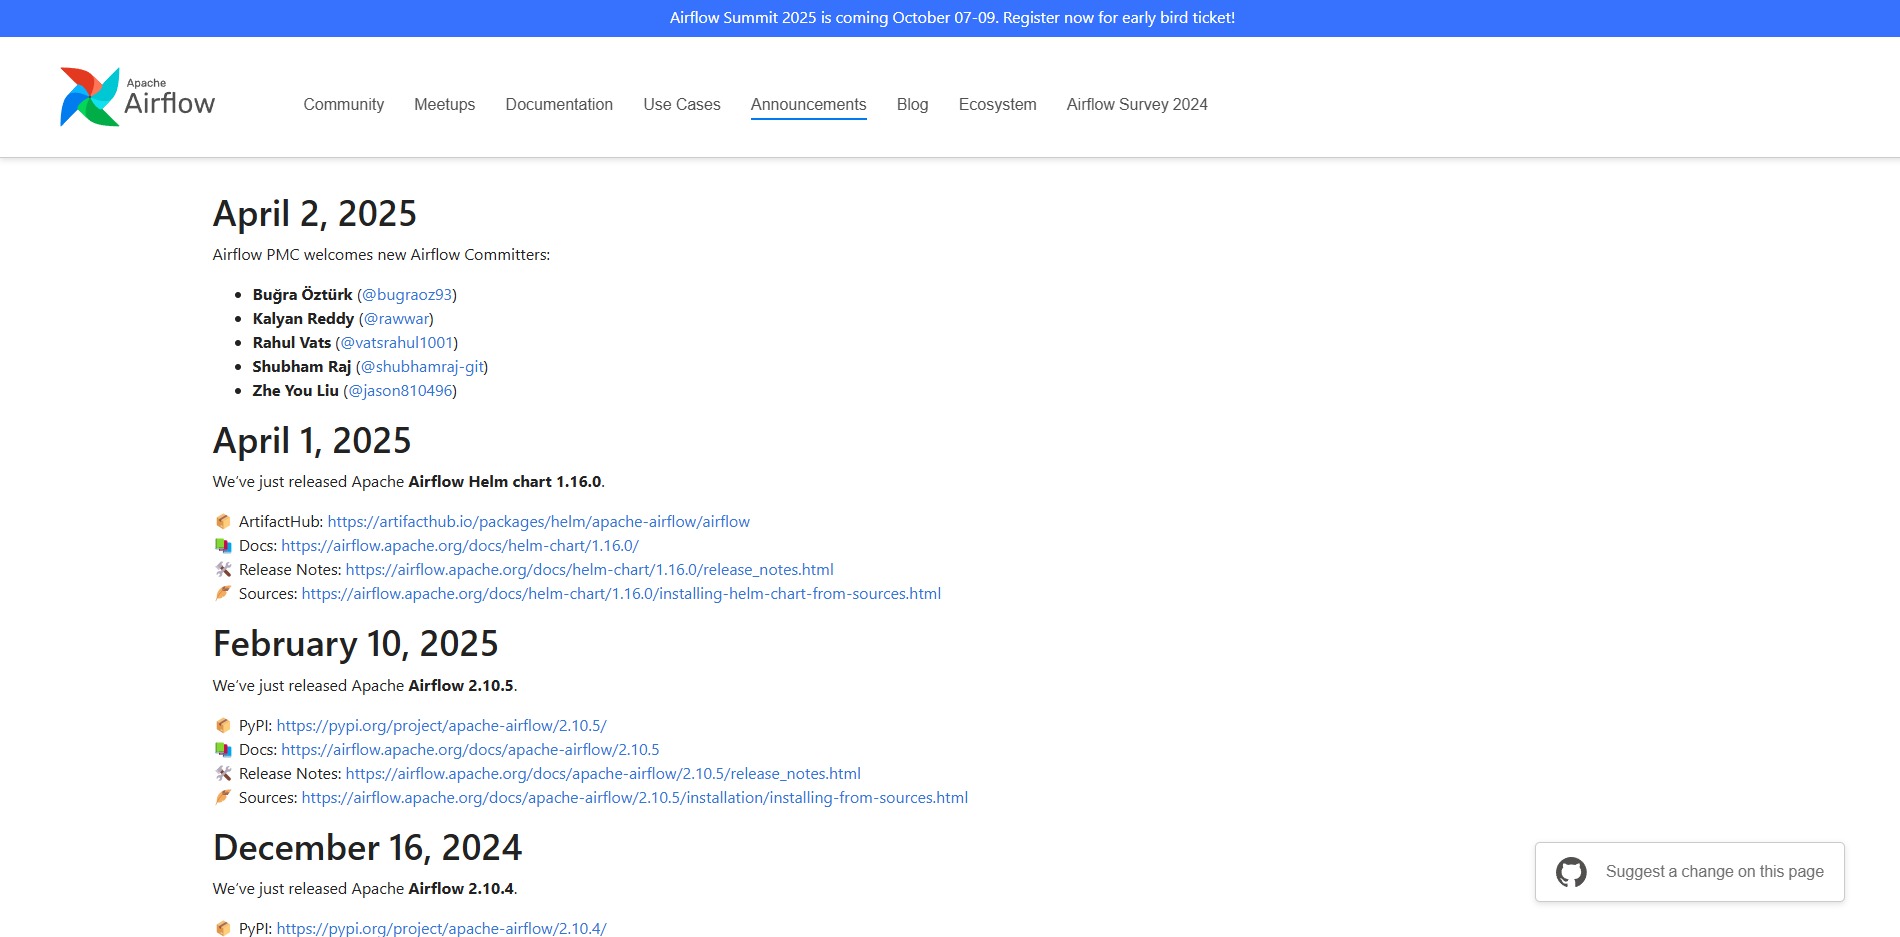 Airflow Summit 2025 is coming October 07-09. Register now for early bird ticket!
Apache
Airflow
Community Meetups Documentation Use Cases Announcements Blog Ecosystem Airflow Survey 2024
April 2, 2025
Airflow PMC welcomes new Airflow Committers:
Buğra Öztürk (@bugraoz93)
Kalyan Reddy (@rawwar)
Rahul Vats (@vatsrahul1001)
Shubham Raj (@shubhamraj-git)
Zhe You Liu (@jason810496)
April 1, 2025
We've just released Apache Airflow Helm chart 1.16.0.
📦 ArtifactHub: https://artifacthub.io/packages/helm/apache-airflow/airflow
📚 Docs: https://airflow.apache.org/docs/helm-chart/1.16.0/
🛠 Release Notes: https://airflow.apache.org/docs/helm-chart/1.16.0/release_notes.html
🪶 Sources: https://airflow.apache.org/docs/helm-chart/1.16.0/installing-helm-chart-from-sources.html
February 10, 2025
We've just released Apache Airflow 2.10.5.
📦 PyPI: https://pypi.org/project/apache-airflow/2.10.5/
📚 Docs: https://airflow.apache.org/docs/apache-airflow/2.10.5
🛠 Release Notes: https://airflow.apache.org/docs/apache-airflow/2.10.5/release_notes.html
🪶 Sources: https://airflow.apache.org/docs/apache-airflow/2.10.5/installation/installing-from-sources.html
December 16, 2024
We've just released Apache Airflow 2.10.4.
📦 PyPI: https://pypi.org/project/apache-airflow/2.10.4/
Suggest a change on this page